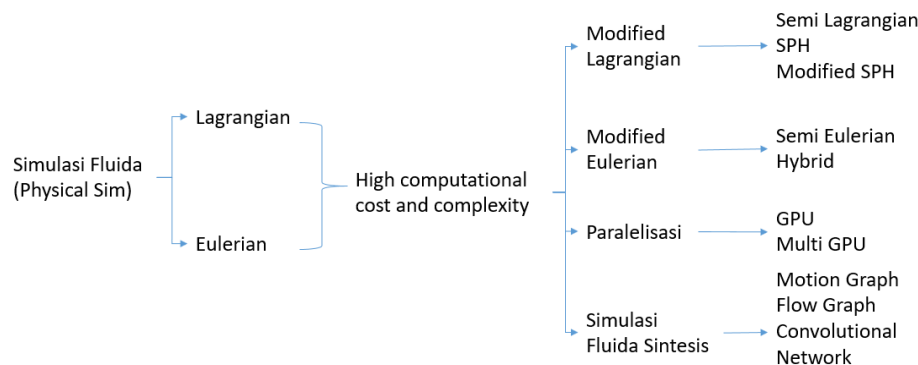 Simulasi Fluida
(Physical Sim)
Lagrangian
Eulerian
High computational
cost and complexity
Modified
Lagrangian
Semi Lagrangian
SPH
Modified SPH
Modified
Eulerian
Semi Eulerian
Hybrid
Paralelisasi
GPU
Multi GPU
Simulasi
Fluida Sintesis
Motion Graph
Flow Graph
Convolutional
Network